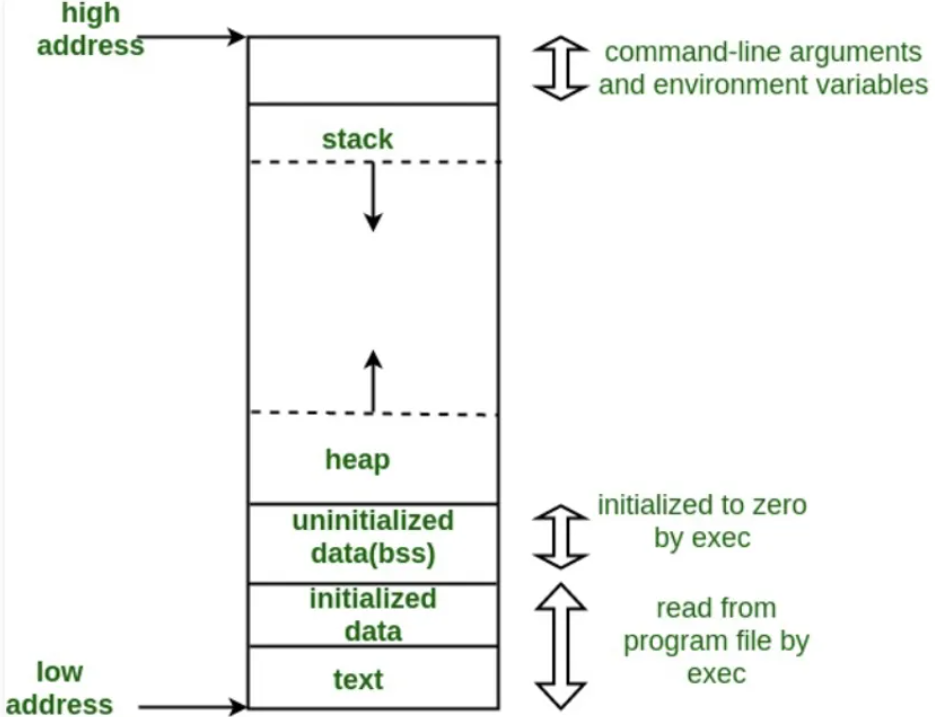 high
address
command-line arguments
and environment variables
stack
heap
uninitialized
data(bss)
initialized to zero
by exec
initialized
data
read from
program file by
exec
text
low
address